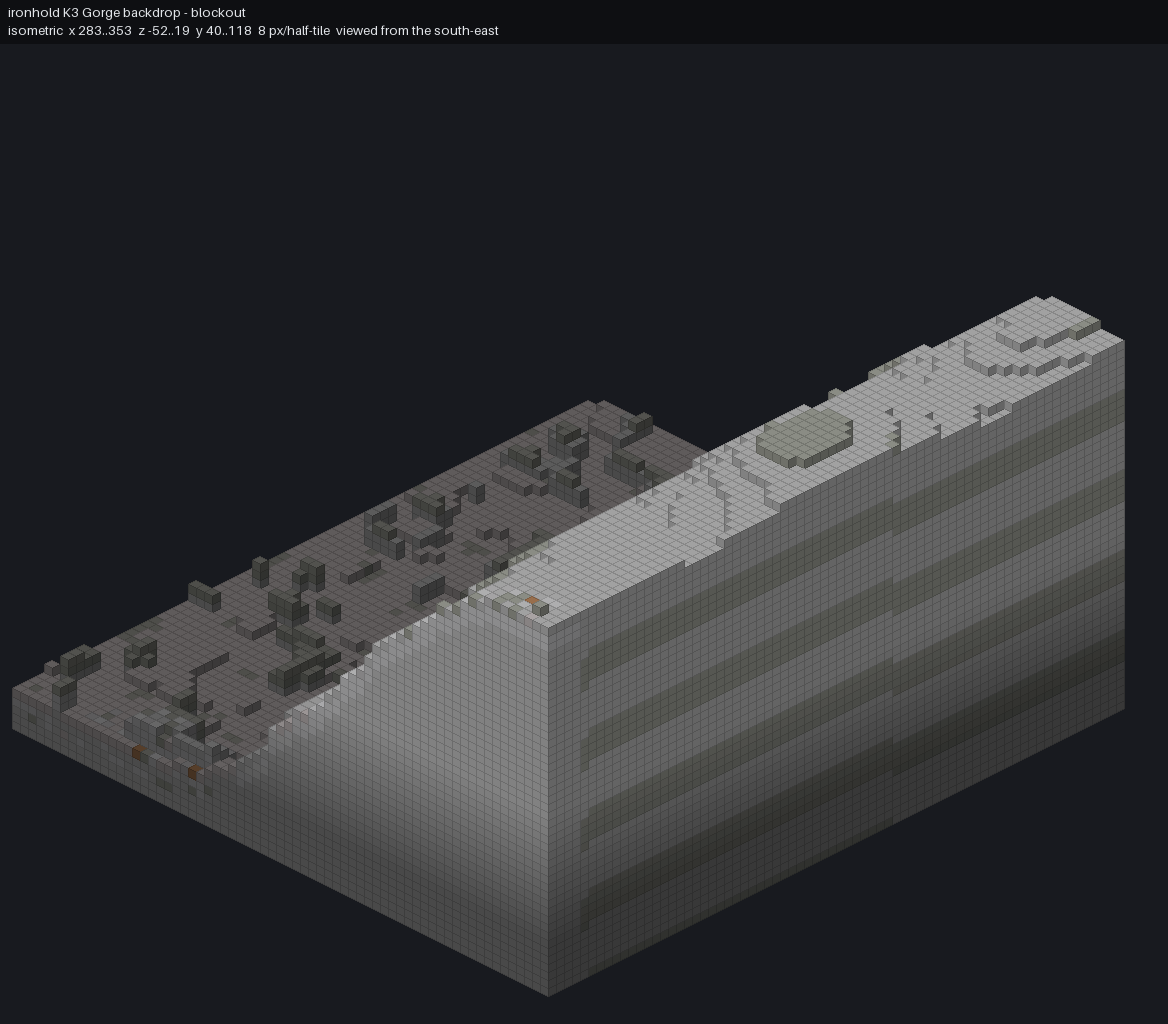 ironhold K3 Gorge backdrop - blockout
isometric  x 283..353  z -52..19  y 40..118  8 px/half-tile  viewed from the south-east